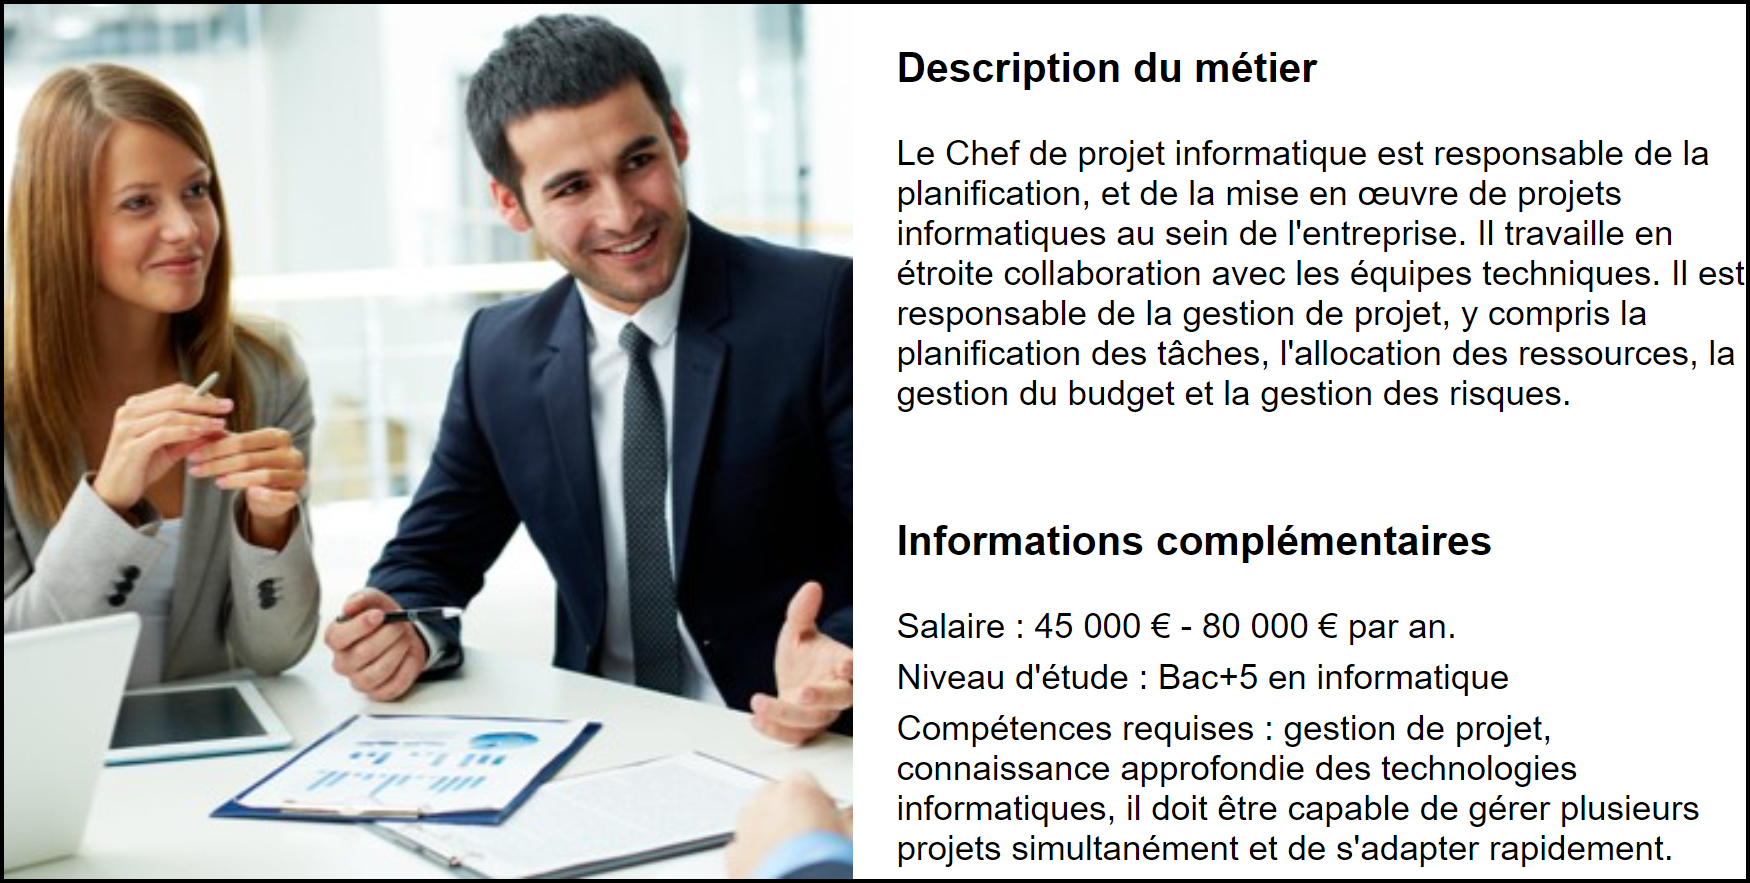 Description du métier
Le Chef de projet informatique est responsable de la
planification, et de la mise en œuvre de projets
informatiques au sein de l'entreprise. Il travaille en
étroite collaboration avec les équipes techniques. Il est
responsable de la gestion de projet, y compris la
planification des tâches, l'allocation des ressources, la
gestion du budget et la gestion des risques.
Informations complémentaires
Salaire : 45 000 € - 80 000 € par an.
Niveau d'étude : Bac+5 en informatique
Compétences requises : gestion de projet,
connaissance approfondie des technologies
informatiques, il doit être capable de gérer plusieurs
projets simultanément et de s'adapter rapidement.